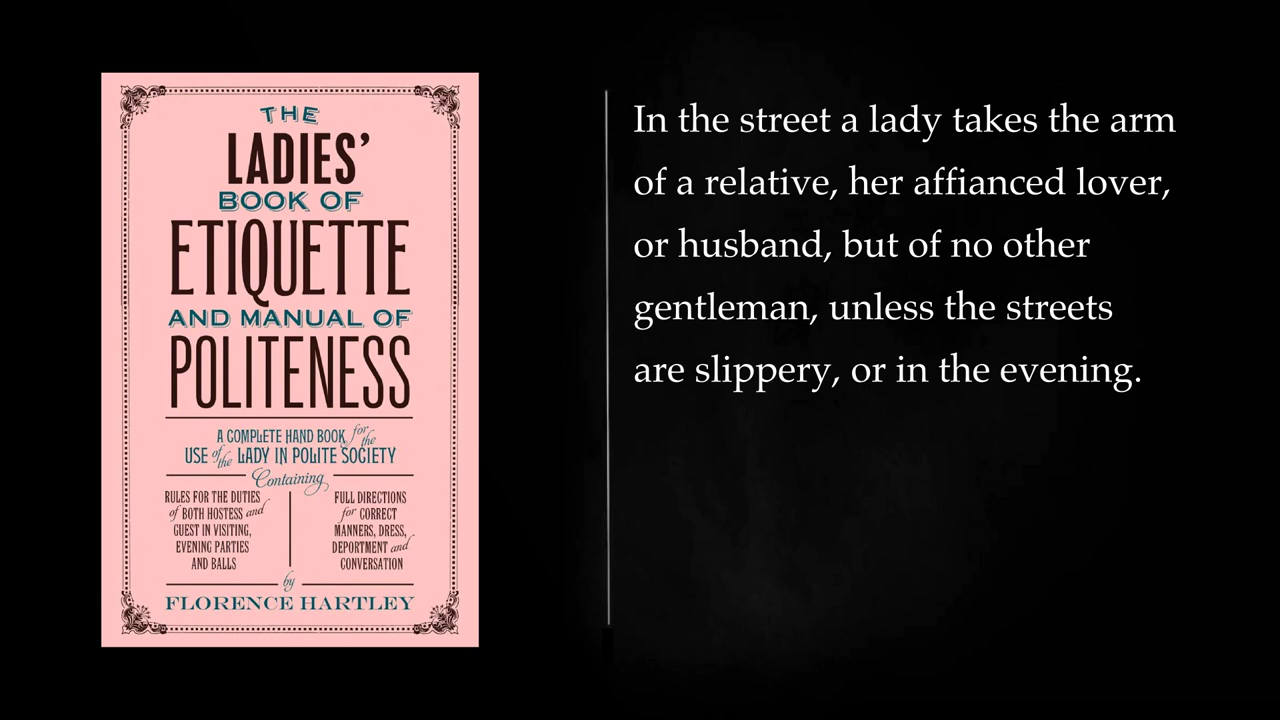 THE
LADIES'
BOOK OF
ETIQUETTE
AND MANUAL OF
POLITENESS
A COMPLETE HAND BOOK for the
USE of the LADY IN POLITE SOCIETY
Containing
RULES FOR THE DUTIES
of BOTH HOSTESS and
GUEST IN VISITING,
EVENING PARTIES
AND BALLS
FULL DIRECTIONS
for CORRECT
MANNERS, DRESS,
DEPORTMENT and
CONVERSATION
by
FLORENCE HARTLEY
In the street a lady takes the arm
of a relative, her affianced lover,
or husband, but of no other
gentleman, unless the streets
are slippery, or in the evening.